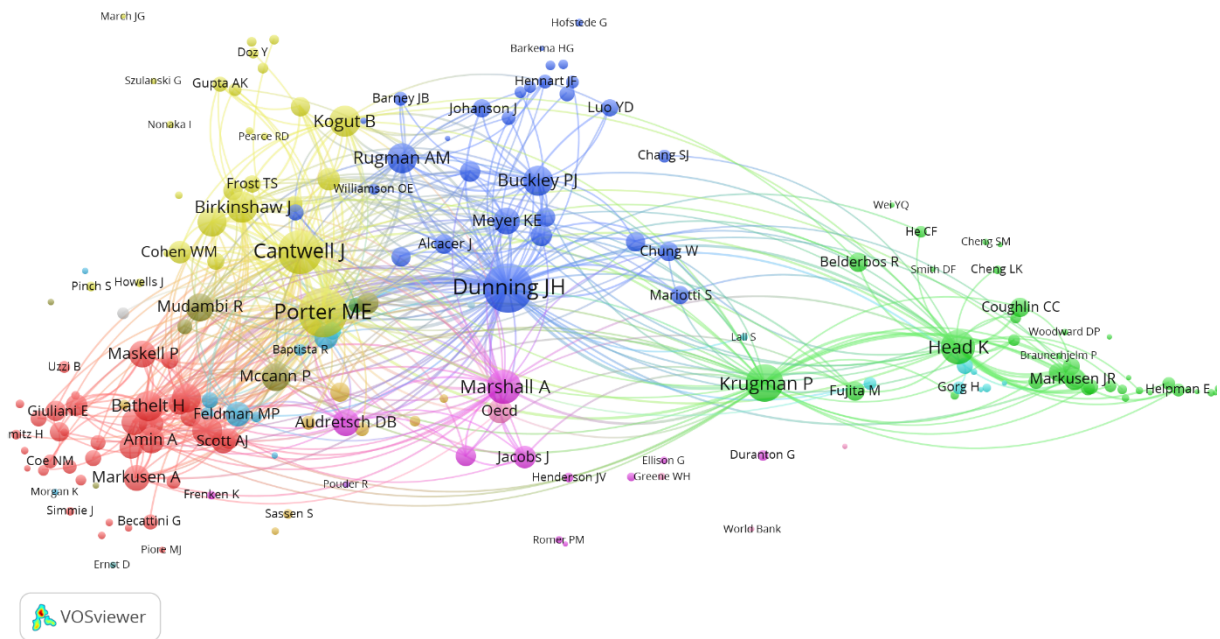 March JG
Hofstede G
Doz Y
Barkema HG
Szulanski G
Gupta AK
Hennart JF
Barney JB
Johanson J
Luo YD
Nonaka I
Kogut B
Pearce RD
Rugman AM
Chang SJ
Frost TS
Williamson OE
Buckley PJ
Birkinshaw J
Meyer KE
Wei YQ
He CF
Cohen WM
Cantwell J
Alcacer J
Chung W
Cheng SM
Belderbos R
Smith DF
Cheng LK
Pinch S
Howells J
Dunning JH
Mariotti S
Mudambi R
Porter ME
Coughlin CC
Woodward DP
Lall S
Baptista R
Head K
Maskell P
Braunerhjelm P
Uzzi B
Mccann P
Marshall A
Krugman P
Fujita M
Gorg H
Markusen JR
Helpman E
Giuliani E
Bathelt H
Feldman MP
Oecd
Audretsch DB
mitz H
Amin A
Scott AJ
Coe NM
Jacobs J
Ellison G
Duranton G
Markusen A
Henderson JV
Greene WH
Morgan K
Frenken K
Pouder R
Simmie J
Becattini G
Sassen S
World Bank
Piore MJ
Romer PM
Ernst D
VOSviewer